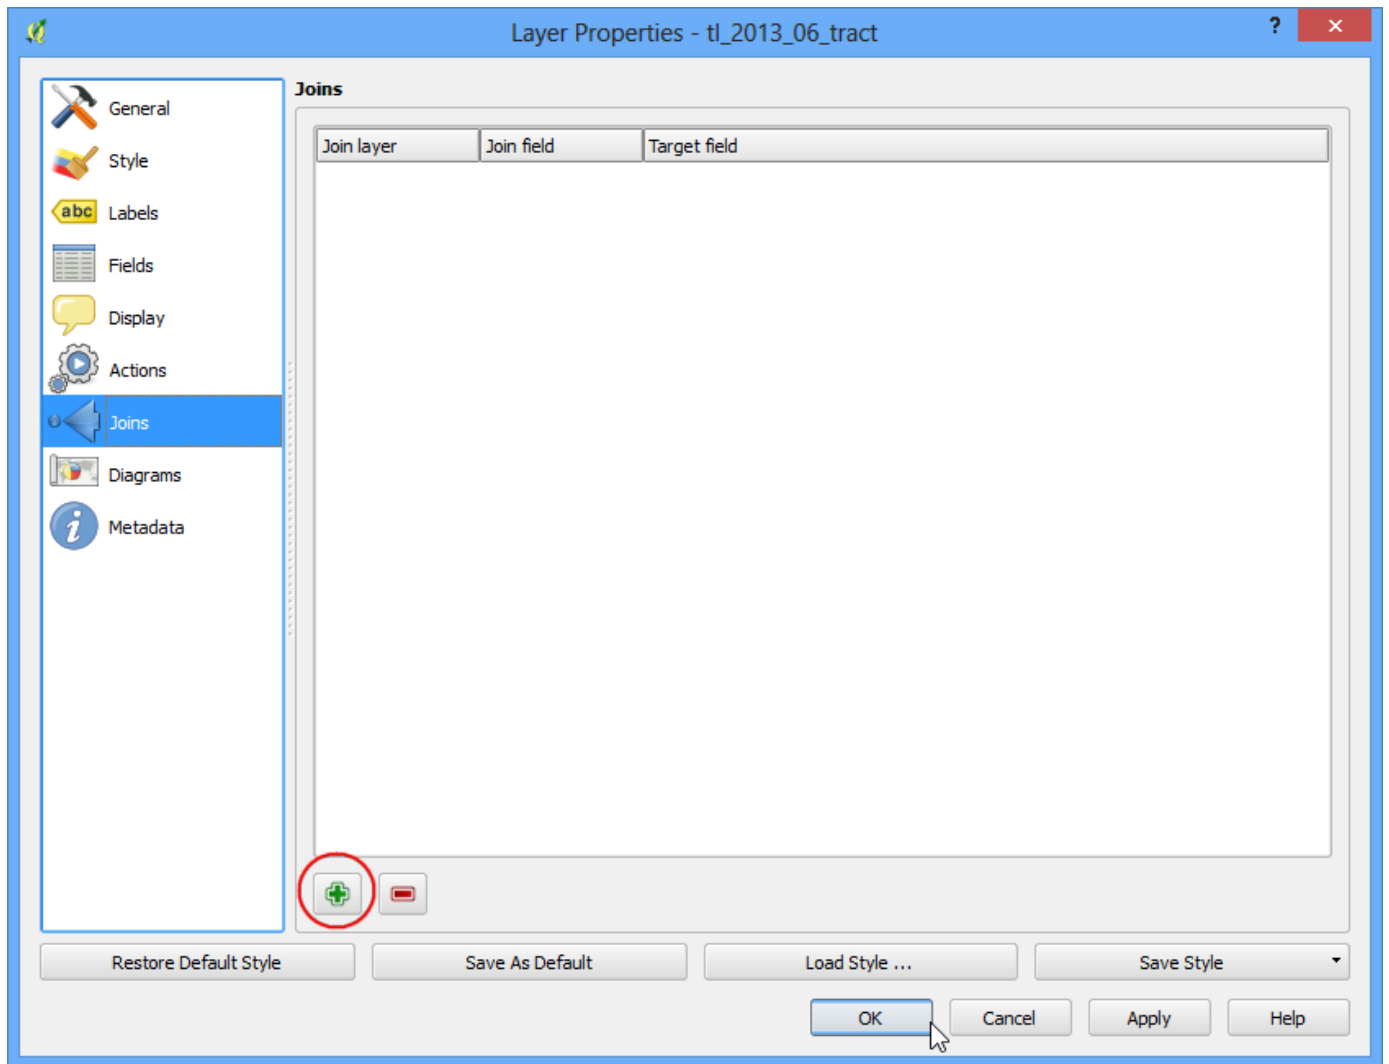 Layer Properties - tl_2013_06_tract
?
General
Style
abc Labels
Fields
Display
Actions
Joins
Diagrams
i Metadata
Joins
Join layer Join field Target field
Restore Default Style Save As Default Load Style ... Save Style
OK Cancel Apply Help